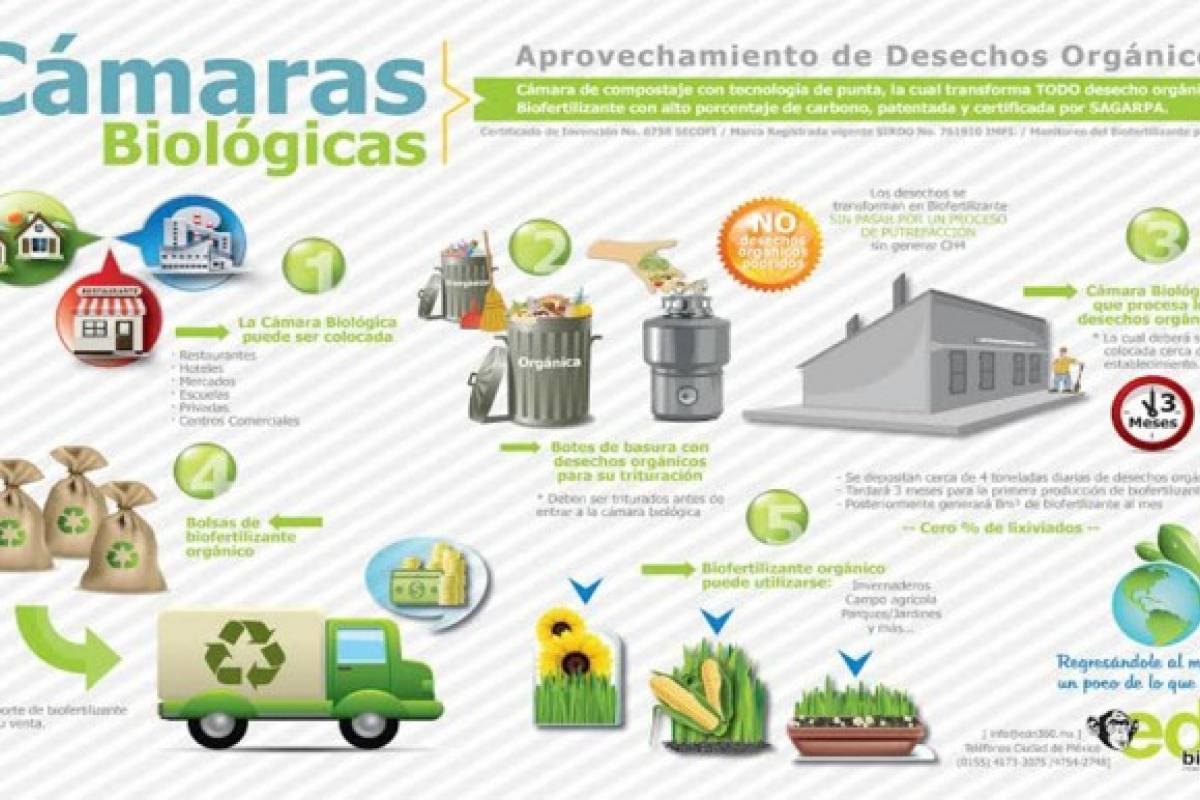 Cámaras
Biológicas
Aprovechamiento de Desechos Orgánico
Cámara de compostaje con tecnología de punta, la cual transforma TODO desecho orgáni
Biofertilizante con alto porcentaje de carbono, patentada y certificada por SAGARPA.
Certificado de Invención No. 6758 SECOFI / Marca Registrada vigente SIROO No. 761910 IMPI. / Monitoreo del Biofertilizante p
RESTAURANTE
1
La Cámara Biológica
puede ser colocada
· Restaurantes
· Hoteles
· Mercados
· Escuelas
· Privadas
· Centros Comerciales
2
Inorgánica
Orgánica
Botes de basura con
desechos orgánicos
para su trituración
* Deben ser triturados antes de
entrar a la cámara biológica
NO
desechos
orgánicos
podridos
Los desechos se
transforman en Biofertilizante
SIN PASAR POR UN PROCESO
DE PUTREFACCIÓN
sin generar CH4
3
Cámara Biológ
que procesa l
desechos orgán
* La cual deberá s
colocada cerca
establecimiento.
3
Meses
- Se depositan cerca de 4 toneladas diarias de desechos orgá
- Tardará 3 meses para la primera producción de biofertilizant
- Posteriormente generará 8m³ de biofertilizante al mes
-- Cero % de lixiviados --
4
Bolsas de
biofertilizante
orgánico
orte de biofertilizante
u venta.
5
Biofertilizante orgánico
puede utilizarse:
Invernaderos
Campo agrícola
Parques/Jardines
y más...
Regresándole al m
un poco de lo que
[ info@edn360.mx ]
Teléfonos Ciudad de México
(0155) 4173-3075 /4754-2748]
ed
bi